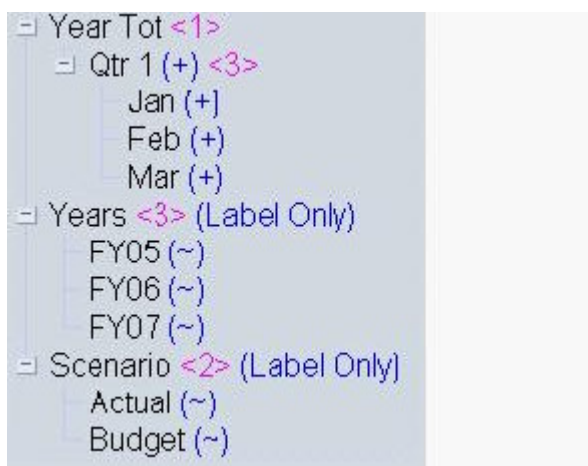 Year Tot <1>
Qtr 1 (+) <3>
Jan (+]
Feb (+)
Mar (+)
Years <3> (Label Only)
FY05 (~)
FY06 (~)
FY07 (~)
Scenario <2> (Label Only)
Actual (~)
Budget (~)